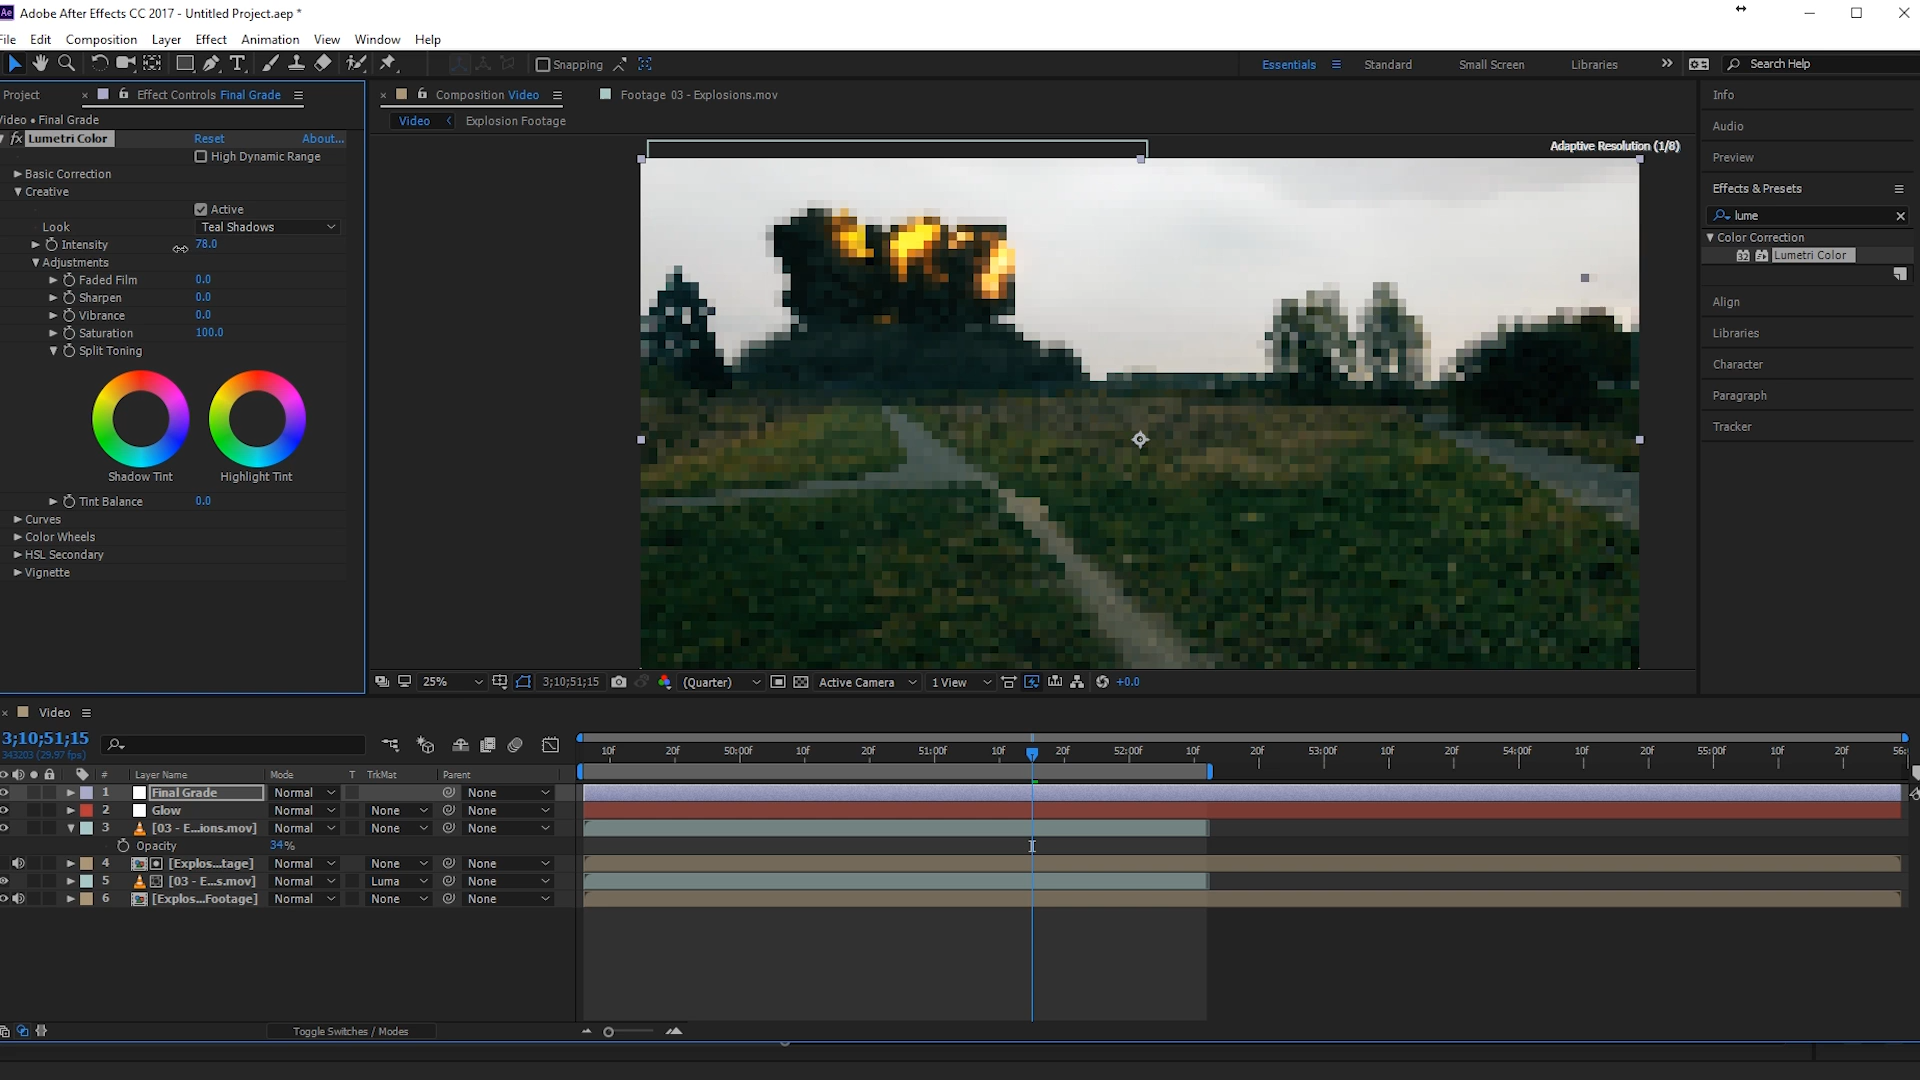 Ae Adobe After Effects CC 2017 - Untitled Project.aep *
File Edit Composition Layer Effect Animation View Window Help
Snapping
Essentials Standard Small Screen Libraries Search Help
Project Effect Controls Final Grade
Composition Video Footage 03 - Explosions.mov
Video • Final Grade
Video Explosion Footage
fx Lumetri Color Reset About...
High Dynamic Range
Basic Correction
Creative
Active
Look Teal Shadows
Intensity 78.0
Adjustments
Faded Film 0.0
Sharpen 0.0
Vibrance 0.0
Saturation 100.0
Split Toning
Shadow Tint Highlight Tint
Tint Balance 0.0
Curves
Color Wheels
HSL Secondary
Vignette
Adaptive Resolution (1/8)
25% 3;10;51;15 (Quarter) Active Camera 1 View +0.0
Info
Audio
Preview
Effects & Presets
lume
Color Correction
32 Lumetri Color
Align
Libraries
Character
Paragraph
Tracker
Video
3;10;51;15
343203 (29.97 fps)
10f 20f 50:00f 10f 20f 51:00f 10f 20f 52:00f 10f 20f 53:00f 10f 20f 54:00f 10f 20f 55:00f 10f 20f 56:
# Layer Name Mode T TrkMat Parent
1 Final Grade Normal None
2 Glow Normal None None
3 [03 - E...ions.mov] Normal None None
Opacity 34%
4 [Explos...tage] Normal None None
5 [03 - E...s.mov] Normal Luma None
6 [Explos...Footage] Normal None None
Toggle Switches / Modes